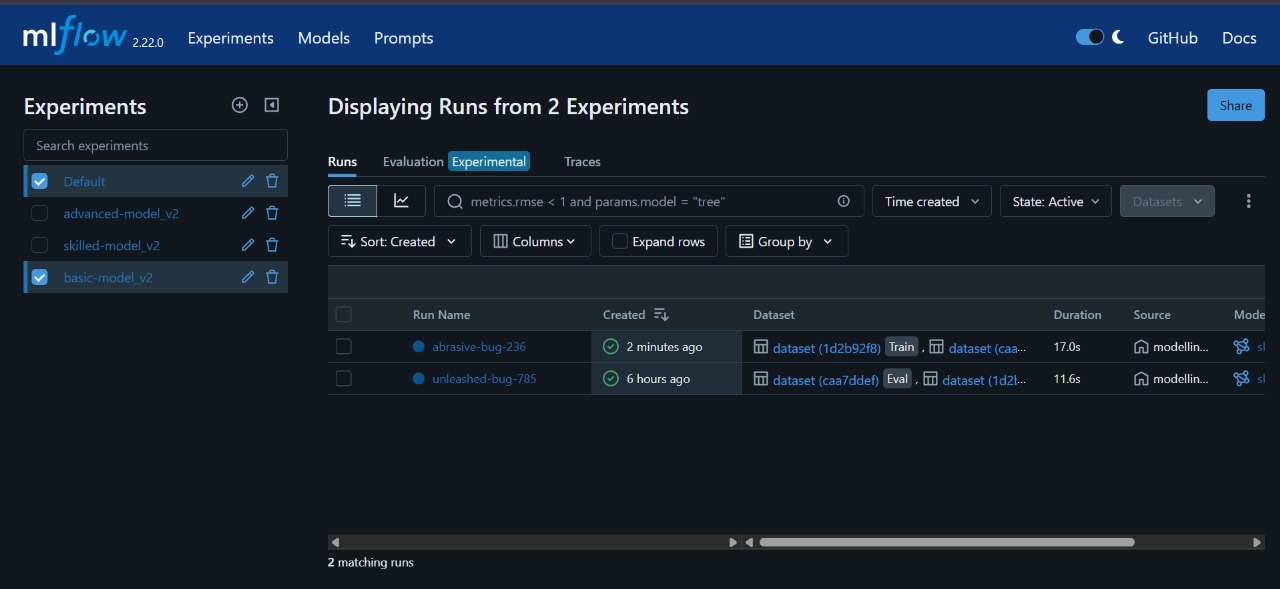 mlflow 2.22.0 Experiments Models Prompts GitHub Docs
Experiments
Search experiments
Default
advanced-model_v2
skilled-model_v2
basic-model_v2
Displaying Runs from 2 Experiments
Share
Runs Evaluation Experimental Traces
metrics.rmse < 1 and params.model = "tree"
Time created
State: Active
Datasets
Sort: Created
Columns
Expand rows
Group by
Run Name Created Dataset Duration Source Mode
abrasive-bug-236 2 minutes ago dataset (1d2b92f8) Train , dataset (caa... 17.0s modellin...
unleashed-bug-785 6 hours ago dataset (caa7ddef) Eval , dataset (1d2l... 11.6s modellin...
2 matching runs